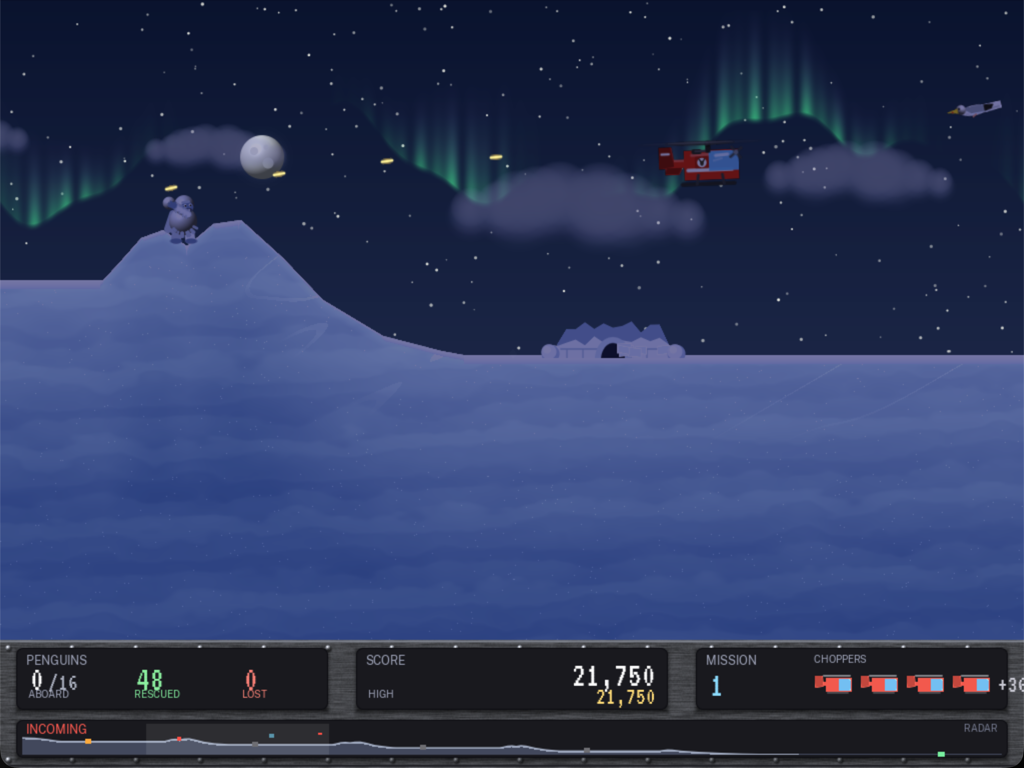 PENGUINS
0/16
ABOARD
48
RESCUED
0
LOST
SCORE
21,750
HIGH
21,750
MISSION
1
CHOPPERS
INCOMING
RADAR